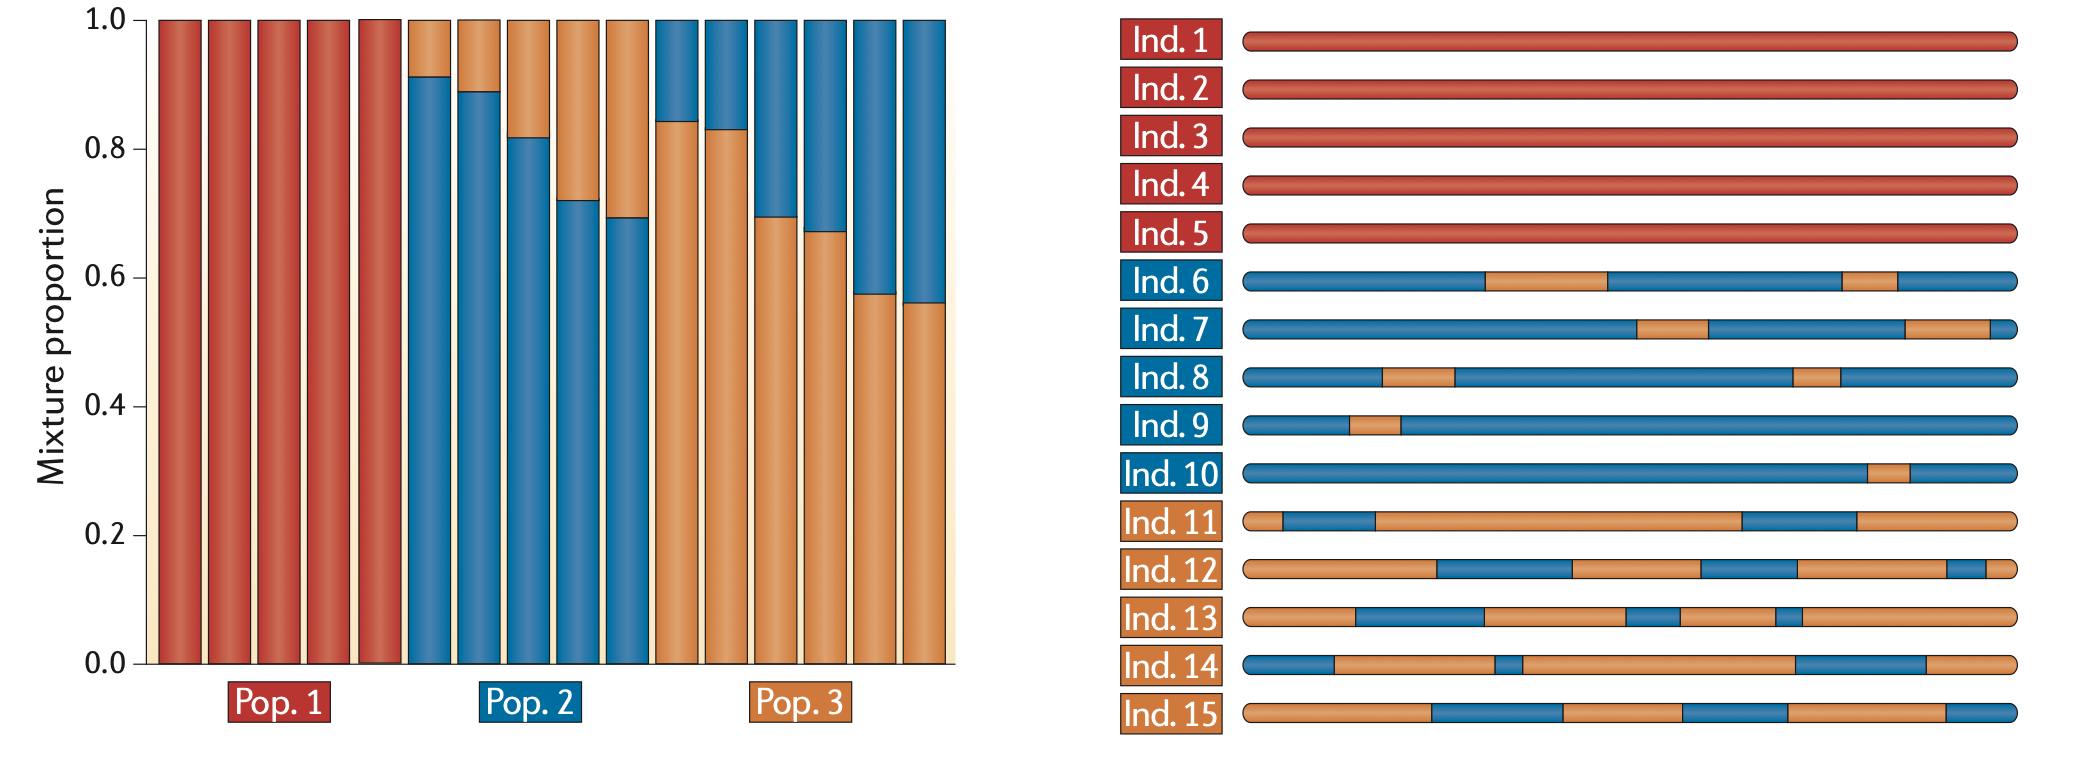 1.0
0.8
0.6
0.4
0.2
0.0
Mixture proportion
Pop. 1
Pop. 2
Pop. 3
Ind. 1
Ind. 2
Ind. 3
Ind. 4
Ind. 5
Ind. 6
Ind. 7
Ind. 8
Ind. 9
Ind. 10
Ind. 11
Ind. 12
Ind. 13
Ind. 14
Ind. 15